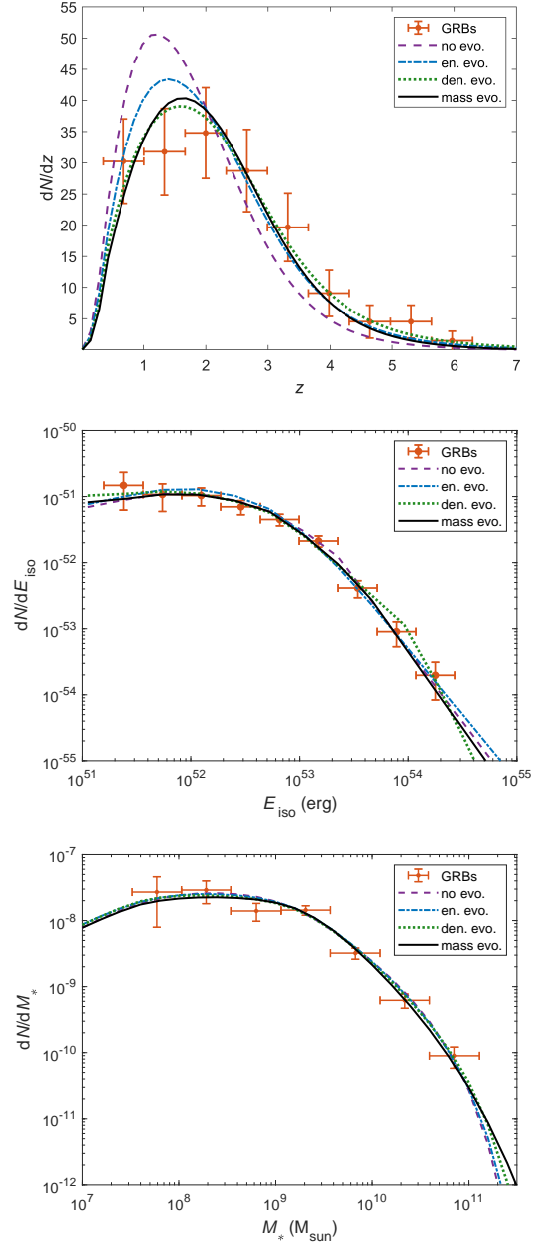 55
50
45
40
35
30
25
20
15
10
5
dN/dz
GRBs
no evo.
en. evo.
den. evo.
mass evo.
1 2 3 4 5 6 7
z
10^-50
10^-51
10^-52
10^-53
10^-54
10^-55
dN/dE_iso
GRBs
no evo.
en. evo.
den. evo.
mass evo.
10^51 10^52 10^53 10^54 10^55
E_iso (erg)
10^-7
10^-8
10^-9
10^-10
10^-11
10^-12
dN/dM_*
GRBs
no evo.
en. evo.
den. evo.
mass evo.
10^7 10^8 10^9 10^10 10^11
M_* (M_sun)